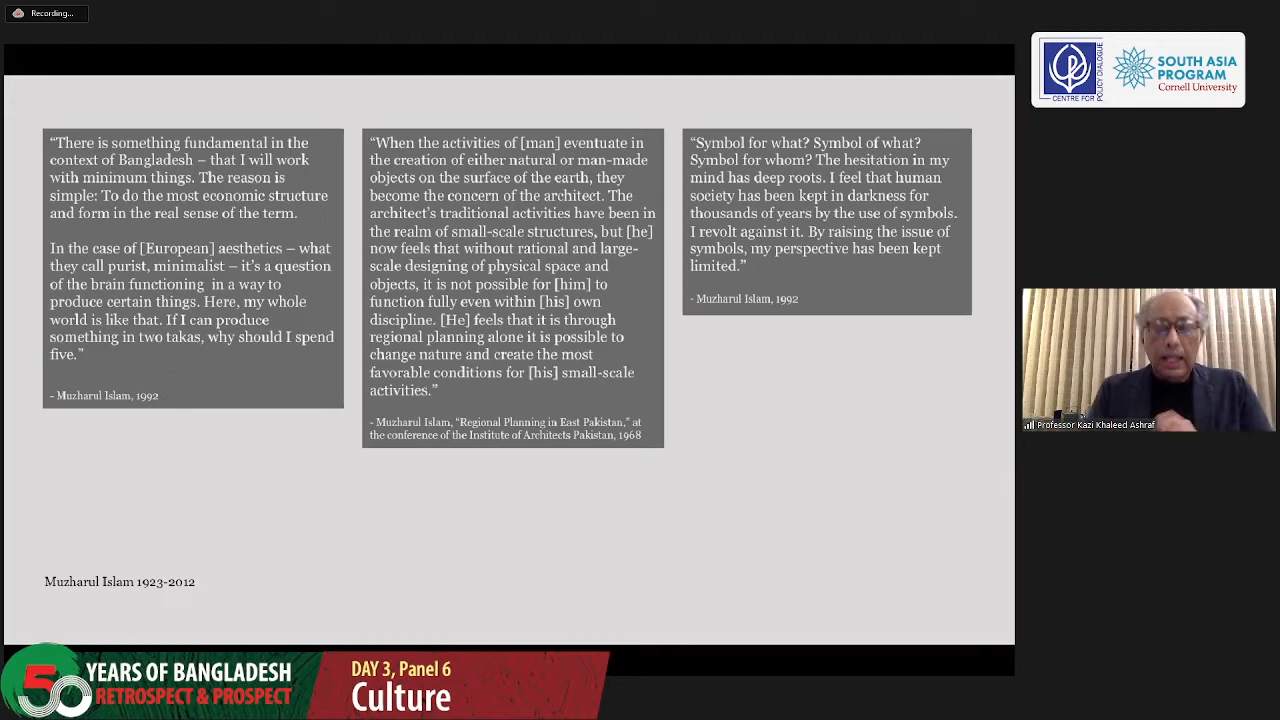 Recording...
CENTRE FOR
POLICY DIALOGUE
SOUTH ASIA
PROGRAM
Cornell University
“There is something fundamental in the
context of Bangladesh – that I will work
with minimum things. The reason is
simple: To do the most economic structure
and form in the real sense of the term.
In the case of [European] aesthetics – what
they call purist, minimalist – it’s a question
of the brain functioning in a way to
produce certain things. Here, my whole
world is like that. If I can produce
something in two takas, why should I spend
five.”
- Muzharul Islam, 1992
“When the activities of [man] eventuate in
the creation of either natural or man-made
objects on the surface of the earth, they
become the concern of the architect. The
architect’s traditional activities have been in
the realm of small-scale structures, but [he]
now feels that without rational and large-
scale designing of physical space and
objects, it is not possible for [him] to
function fully even within [his] own
discipline. [He] feels that it is through
regional planning alone it is possible to
change nature and create the most
favorable conditions for [his] small-scale
activities.”
- Muzharul Islam, “Regional Planning in East Pakistan,” at
the conference of the Institute of Architects Pakistan, 1968
“Symbol for what? Symbol of what?
Symbol for whom? The hesitation in my
mind has deep roots. I feel that human
society has been kept in darkness for
thousands of years by the use of symbols.
I revolt against it. By raising the issue of
symbols, my perspective has been kept
limited.”
- Muzharul Islam, 1992
Professor Kazi Khaleed Ashraf
Muzharul Islam 1923-2012
50
YEARS OF BANGLADESH
RETROSPECT & PROSPECT
DAY 3, Panel 6
Culture